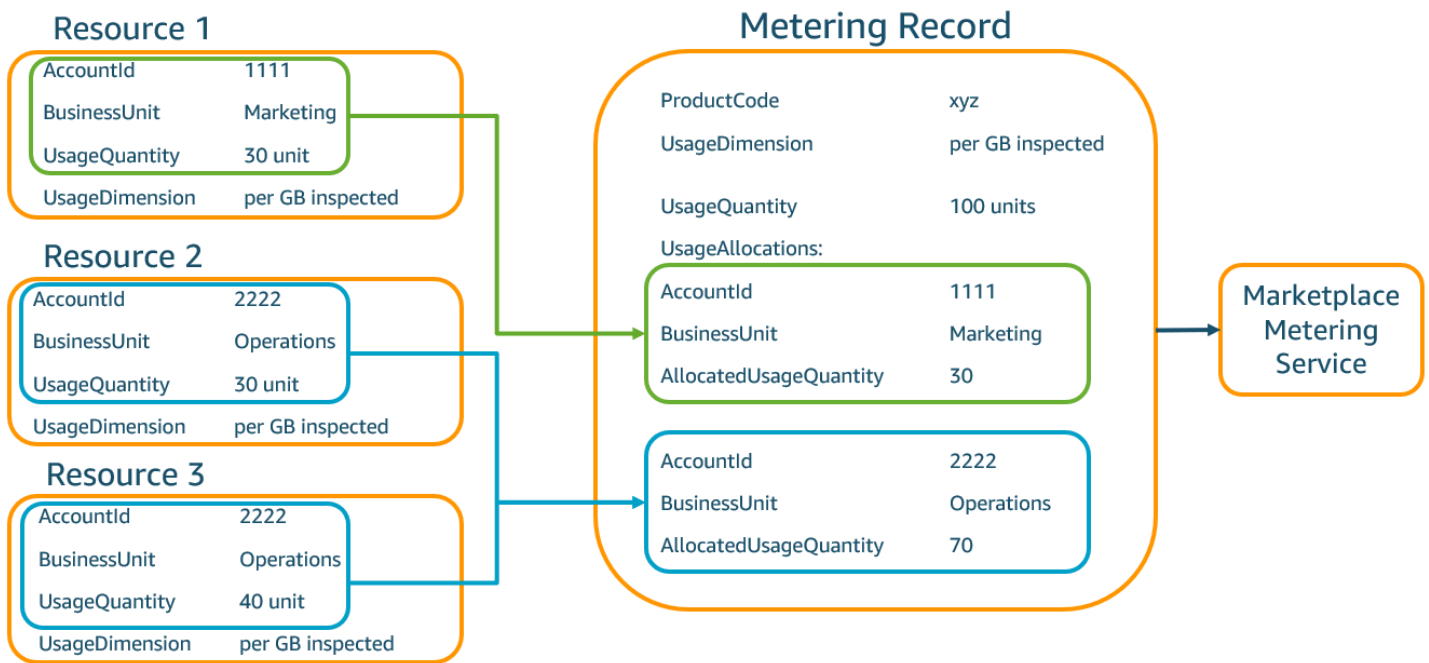 Resource 1
AccountId 1111
BusinessUnit Marketing
UsageQuantity 30 unit
UsageDimension per GB inspected
Resource 2
AccountId 2222
BusinessUnit Operations
UsageQuantity 30 unit
UsageDimension per GB inspected
Resource 3
AccountId 2222
BusinessUnit Operations
UsageQuantity 40 unit
UsageDimension per GB inspected
Metering Record
ProductCode xyz
UsageDimension per GB inspected
UsageQuantity 100 units
UsageAllocations:
AccountId 1111
BusinessUnit Marketing
AllocatedUsageQuantity 30
AccountId 2222
BusinessUnit Operations
AllocatedUsageQuantity 70
Marketplace
Metering
Service